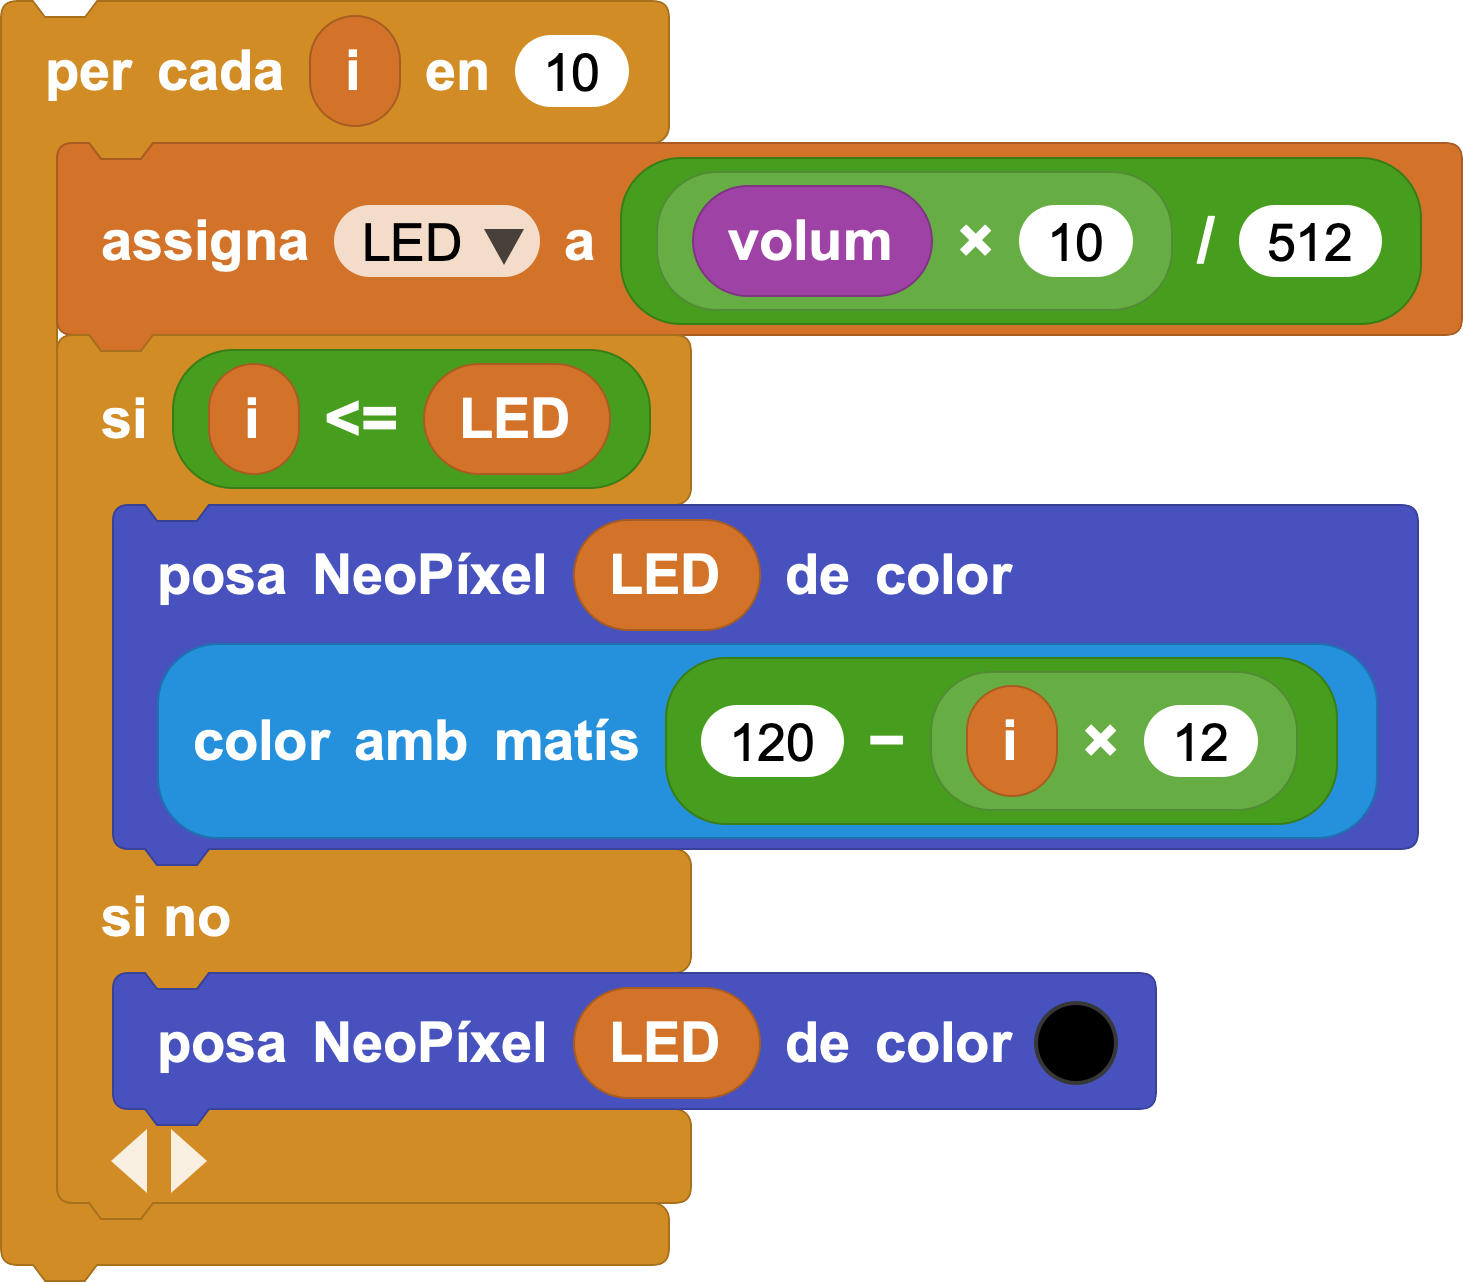 per cada i en 10
assigna LED a volum × 10 / 512
si i <= LED
posa NeoPíxel LED de color
color amb matís 120 − i × 12
si no
posa NeoPíxel LED de color